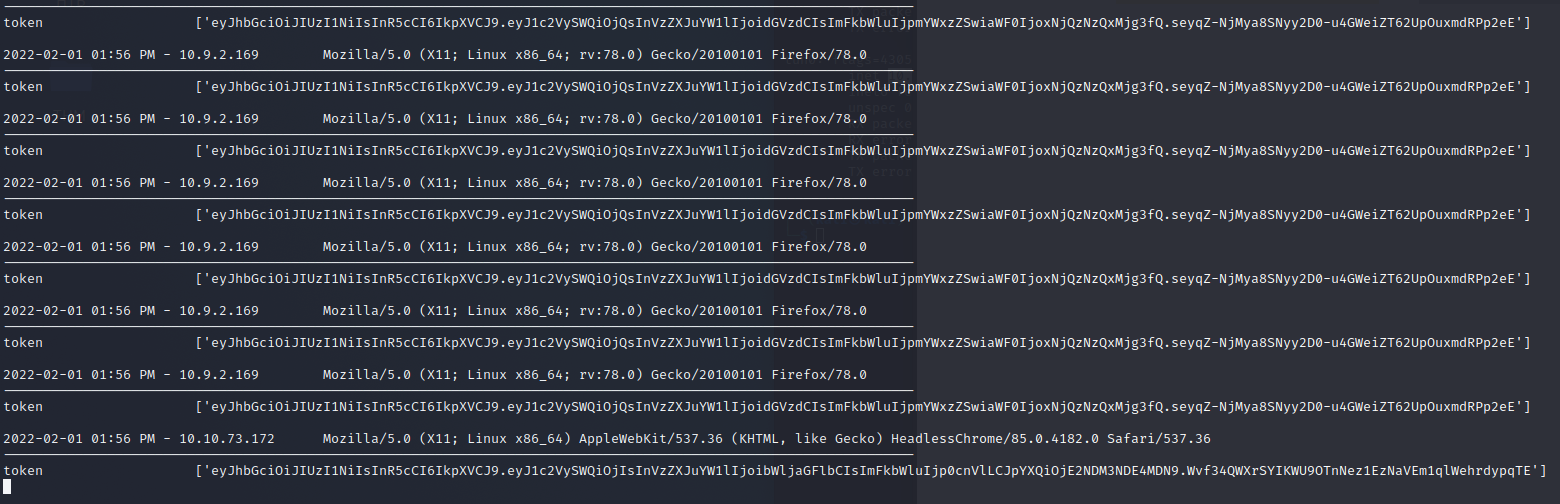 token ['eyJhbGciOiJIUzI1NiIsInR5cCI6IkpXVCJ9.eyJ1c2VySWQiOjQsInVzZXJuYW1lIjoidGVzdCIsImFkbWluIjpmYWxzZSwiaWF0IjoxNjQzNzQxMjg3fQ.seyqZ-NjMya8SNyy2D0-u4GWeiZT62UpOuxmdRPp2eE']
2022-02-01 01:56 PM - 10.9.2.169 Mozilla/5.0 (X11; Linux x86_64; rv:78.0) Gecko/20100101 Firefox/78.0
token ['eyJhbGciOiJIUzI1NiIsInR5cCI6IkpXVCJ9.eyJ1c2VySWQiOjQsInVzZXJuYW1lIjoidGVzdCIsImFkbWluIjpmYWxzZSwiaWF0IjoxNjQzNzQxMjg3fQ.seyqZ-NjMya8SNyy2D0-u4GWeiZT62UpOuxmdRPp2eE']
2022-02-01 01:56 PM - 10.9.2.169 Mozilla/5.0 (X11; Linux x86_64; rv:78.0) Gecko/20100101 Firefox/78.0
token ['eyJhbGciOiJIUzI1NiIsInR5cCI6IkpXVCJ9.eyJ1c2VySWQiOjQsInVzZXJuYW1lIjoidGVzdCIsImFkbWluIjpmYWxzZSwiaWF0IjoxNjQzNzQxMjg3fQ.seyqZ-NjMya8SNyy2D0-u4GWeiZT62UpOuxmdRPp2eE']
2022-02-01 01:56 PM - 10.9.2.169 Mozilla/5.0 (X11; Linux x86_64; rv:78.0) Gecko/20100101 Firefox/78.0
token ['eyJhbGciOiJIUzI1NiIsInR5cCI6IkpXVCJ9.eyJ1c2VySWQiOjQsInVzZXJuYW1lIjoidGVzdCIsImFkbWluIjpmYWxzZSwiaWF0IjoxNjQzNzQxMjg3fQ.seyqZ-NjMya8SNyy2D0-u4GWeiZT62UpOuxmdRPp2eE']
2022-02-01 01:56 PM - 10.9.2.169 Mozilla/5.0 (X11; Linux x86_64; rv:78.0) Gecko/20100101 Firefox/78.0
token ['eyJhbGciOiJIUzI1NiIsInR5cCI6IkpXVCJ9.eyJ1c2VySWQiOjQsInVzZXJuYW1lIjoidGVzdCIsImFkbWluIjpmYWxzZSwiaWF0IjoxNjQzNzQxMjg3fQ.seyqZ-NjMya8SNyy2D0-u4GWeiZT62UpOuxmdRPp2eE']
2022-02-01 01:56 PM - 10.9.2.169 Mozilla/5.0 (X11; Linux x86_64; rv:78.0) Gecko/20100101 Firefox/78.0
token ['eyJhbGciOiJIUzI1NiIsInR5cCI6IkpXVCJ9.eyJ1c2VySWQiOjQsInVzZXJuYW1lIjoidGVzdCIsImFkbWluIjpmYWxzZSwiaWF0IjoxNjQzNzQxMjg3fQ.seyqZ-NjMya8SNyy2D0-u4GWeiZT62UpOuxmdRPp2eE']
2022-02-01 01:56 PM - 10.9.2.169 Mozilla/5.0 (X11; Linux x86_64; rv:78.0) Gecko/20100101 Firefox/78.0
token ['eyJhbGciOiJIUzI1NiIsInR5cCI6IkpXVCJ9.eyJ1c2VySWQiOjQsInVzZXJuYW1lIjoidGVzdCIsImFkbWluIjpmYWxzZSwiaWF0IjoxNjQzNzQxMjg3fQ.seyqZ-NjMya8SNyy2D0-u4GWeiZT62UpOuxmdRPp2eE']
2022-02-01 01:56 PM - 10.10.73.172 Mozilla/5.0 (X11; Linux x86_64) AppleWebKit/537.36 (KHTML, like Gecko) HeadlessChrome/85.0.4182.0 Safari/537.36
token ['eyJhbGciOiJIUzI1NiIsInR5cCI6IkpXVCJ9.eyJ1c2VySWQiOjIsInVzZXJuYW1lIjoibWljaGFlbCIsImFkbWluIjp0cnVlLCJpYXQiOjE2NDM3NDE4MDN9.Wvf34QWXrSYIKWU9OTnNez1EzNaVEm1qlWehrdypqTE']